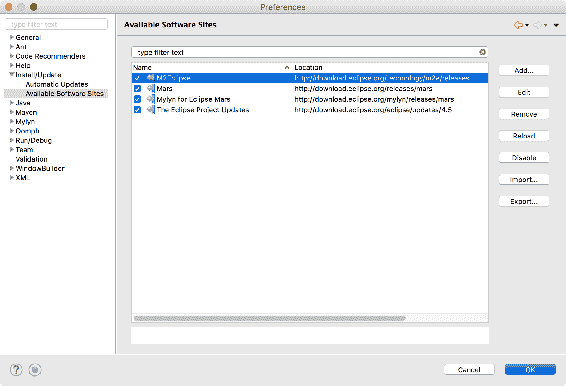 Preferences
type filter text
General
Ant
Code Recommenders
Help
Install/Update
Automatic Updates
Available Software Sites
Java
Maven
Mylyn
Oomph
Run/Debug
Team
Validation
WindowBuilder
XML
Available Software Sites
type filter text
Name Location
M2Eclipse http://download.eclipse.org/technology/m2e/releases
Mars http://download.eclipse.org/releases/mars
Mylyn for Eclipse Mars http://download.eclipse.org/mylyn/releases/mars
The Eclipse Project Updates http://download.eclipse.org/eclipse/updates/4.5
Add...
Edit
Remove
Reload
Disable
Import...
Export...
?
Cancel
OK